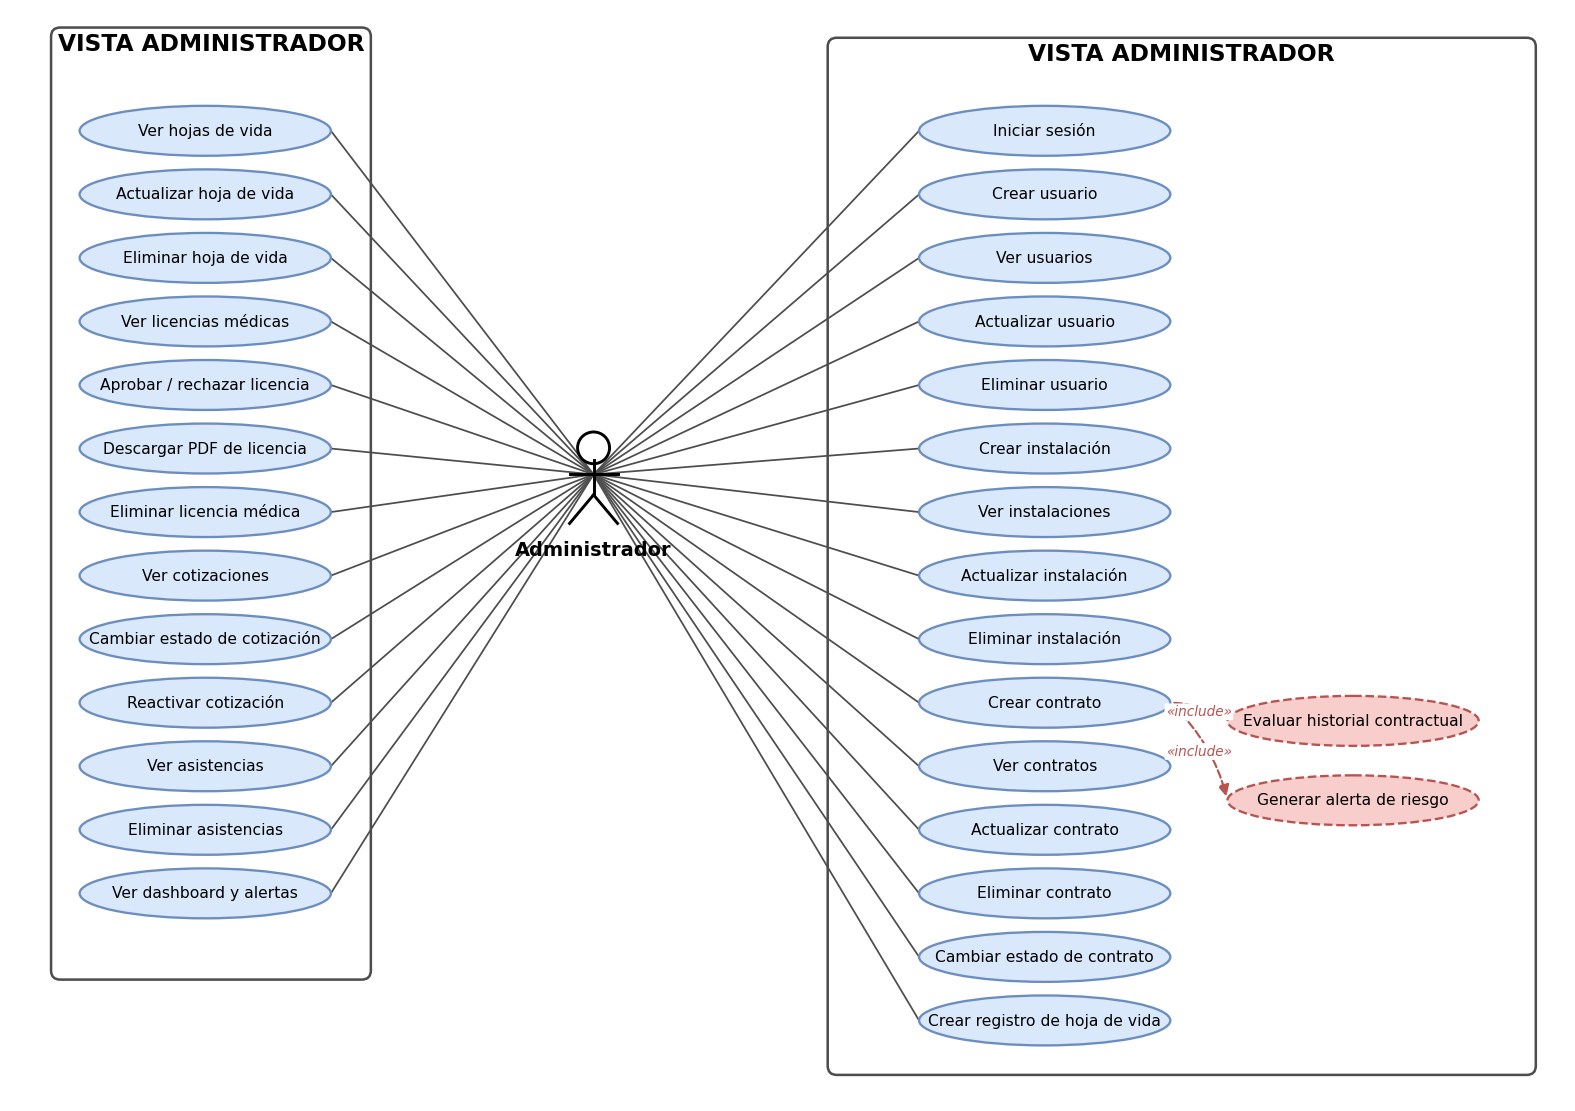 VISTA ADMINISTRADOR
Ver hojas de vida
Actualizar hoja de vida
Eliminar hoja de vida
Ver licencias médicas
Aprobar / rechazar licencia
Descargar PDF de licencia
Eliminar licencia médica
Ver cotizaciones
Cambiar estado de cotización
Reactivar cotización
Ver asistencias
Eliminar asistencias
Ver dashboard y alertas
Administrador
VISTA ADMINISTRADOR
Iniciar sesión
Crear usuario
Ver usuarios
Actualizar usuario
Eliminar usuario
Crear instalación
Ver instalaciones
Actualizar instalación
Eliminar instalación
Crear contrato
Ver contratos
Actualizar contrato
Eliminar contrato
Cambiar estado de contrato
Crear registro de hoja de vida
«include»
Evaluar historial contractual
«include»
Generar alerta de riesgo